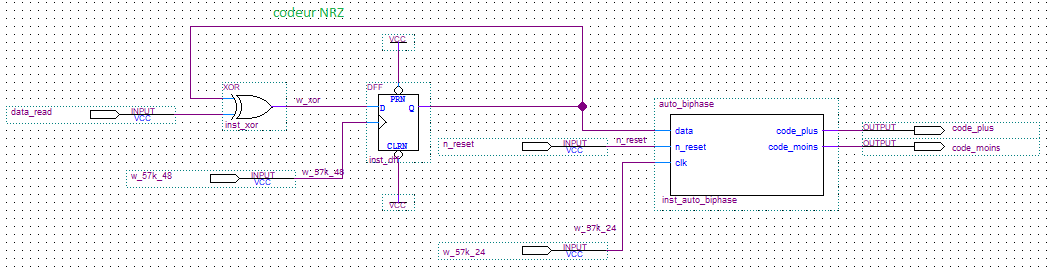 codeur NRZ
VCC
XOR
DFF
w_xor
PRN
D
Q
auto_biphase
data_read
INPUT
VCC
inst_xor
CLRN
inst_dff
data
code_plus
OUTPUT
code_plus
n_reset
INPUT
VCC
n_reset
n_reset
code_moins
OUTPUT
code_moins
clk
w_57k_48
INPUT
VCC
w_57k_48
VCC
inst_auto_biphase
w_57k_24
w_57k_24
INPUT
VCC